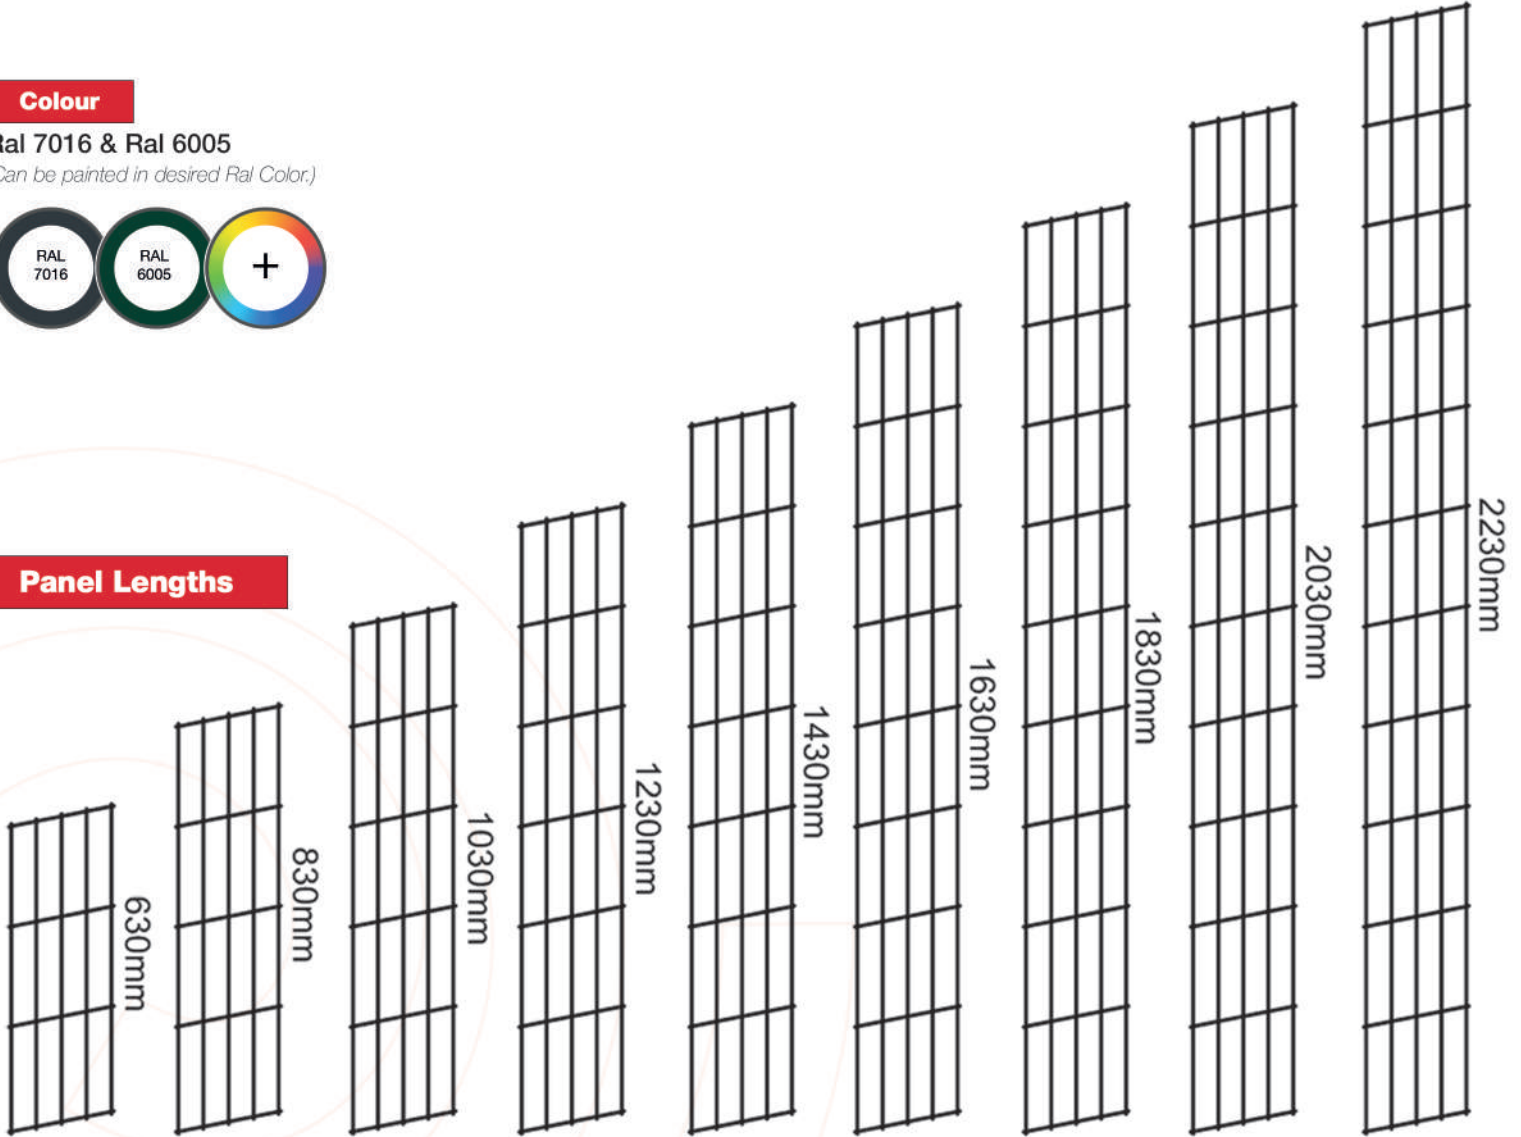 Colour
Ral 7016 & Ral 6005
Can be painted in desired Ral Color.)
RAL
7016
RAL
6005
+
Panel Lengths
630mm
830mm
1030mm
1230mm
1430mm
1630mm
1830mm
2030mm
2230mm